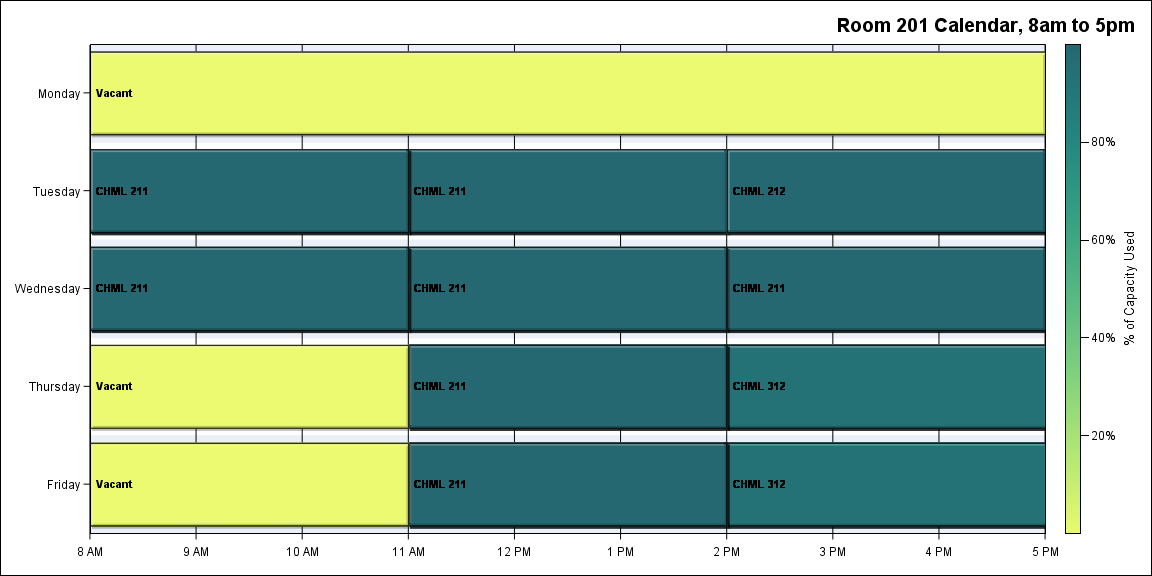 Room 201 Calendar, 8am to 5pm
Monday
Vacant
Tuesday
CHML 211
CHML 211
CHML 212
Wednesday
CHML 211
CHML 211
CHML 211
Thursday
Vacant
CHML 211
CHML 312
Friday
Vacant
CHML 211
CHML 312
8 AM
9 AM
10 AM
11 AM
12 PM
1 PM
2 PM
3 PM
4 PM
5 PM
80%
60%
40%
20%
% of Capacity Used